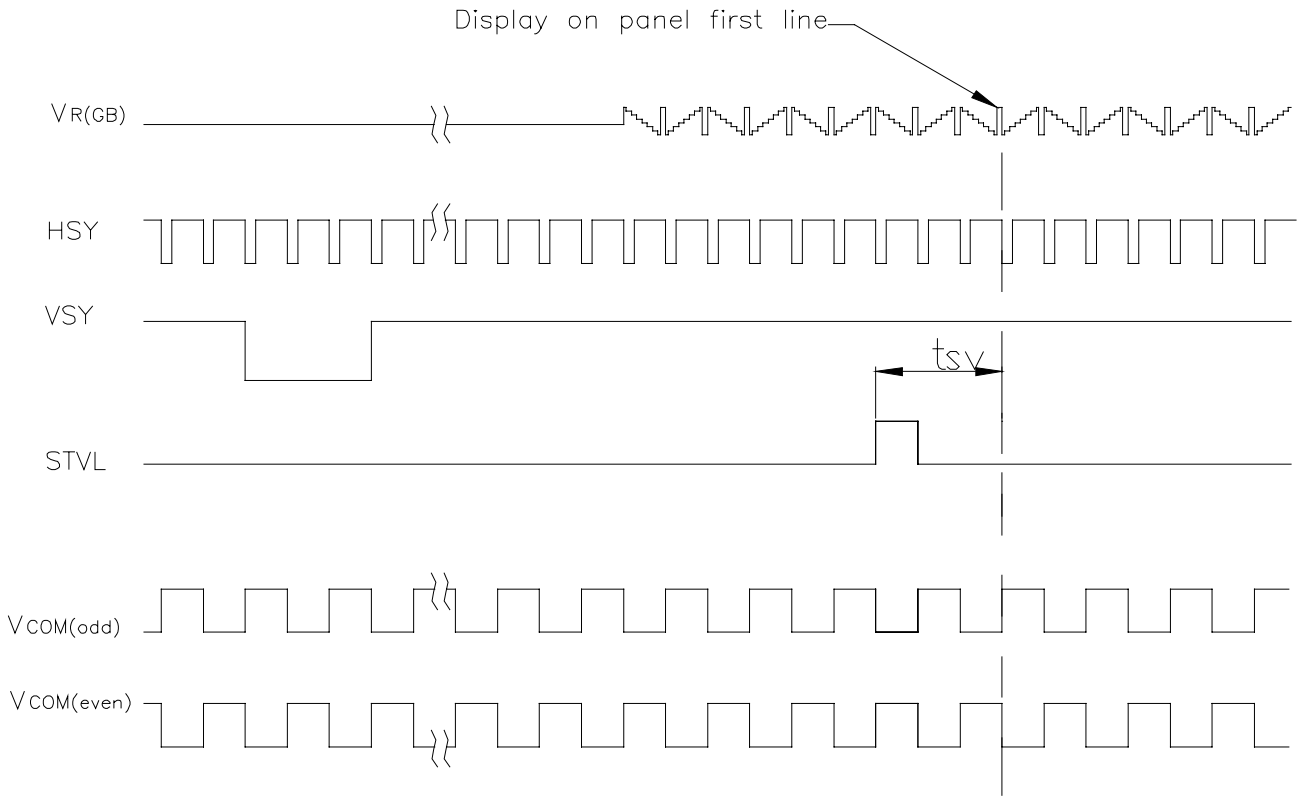 Display on panel first line
VR(GB)
HSY
VSY
tsv
STVL
VCOM(odd)
VCOM(even)